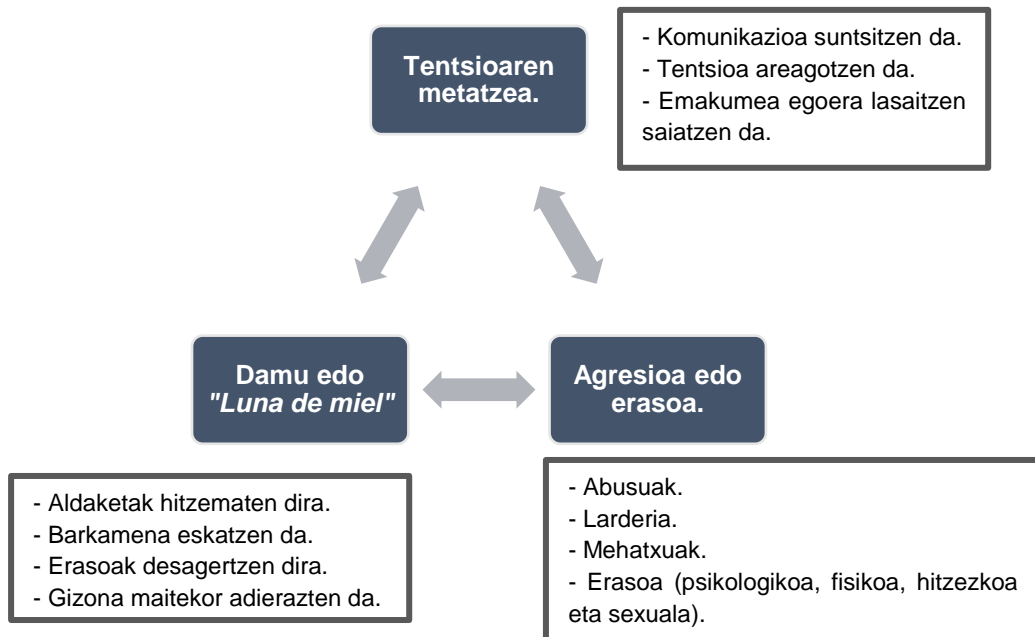 Tentsioaren
metatzea.
- Komunikazioa suntsitzen da.
- Tentsioa areagotzen da.
- Emakumea egoera lasaitzen
saiatzen da.
Damu edo
"Luna de miel"
Agresioa edo
erasoa.
- Aldaketak hitzematen dira.
- Barkamena eskatzen da.
- Erasoak desagertzen dira.
- Gizona maitekor adierazten da.
- Abusuak.
- Larderia.
- Mehatxuak.
- Erasoa (psikologikoa, fisikoa, hitzezkoa
eta sexuala).